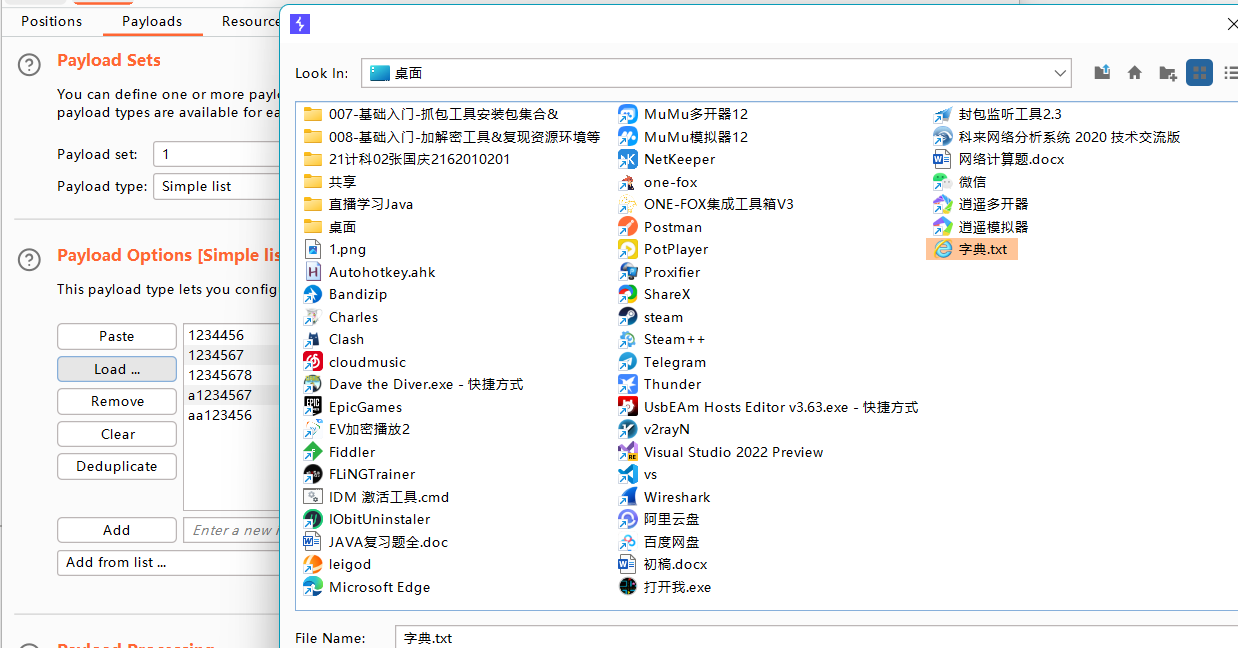 Positions Payloads Resource
Payload Sets
You can define one or more payl
payload types are available for ea
Payload set: 1
Payload type: Simple list
Payload Options [Simple lis
This payload type lets you config
Paste
Load ...
Remove
Clear
Deduplicate
1234456
1234567
12345678
a1234567
aa123456
Add
Enter a new
Add from list ...
Payload Processing
Look In: 桌面
007-基础入门-抓包工具安装包集合&
008-基础入门-加解密工具&复现资源环境等
21计科02张国庆2162010201
共享
直播学习Java
桌面
1.png
Autohotkey.ahk
Bandizip
Charles
Clash
cloudmusic
Dave the Diver.exe - 快捷方式
EpicGames
EV加密播放2
Fiddler
FLiNGTrainer
IDM 激活工具.cmd
IObitUninstaler
JAVA复习题全.doc
leigod
Microsoft Edge
MuMu多开器12
MuMu模拟器12
NetKeeper
one-fox
ONE-FOX集成工具箱V3
Postman
PotPlayer
Proxifier
ShareX
steam
Steam++
Telegram
Thunder
UsbEAm Hosts Editor v3.63.exe - 快捷方式
v2rayN
Visual Studio 2022 Preview
vs
Wireshark
阿里云盘
百度网盘
初稿.docx
打开我.exe
封包监听工具2.3
科来网络分析系统 2020 技术交流版
网络计算题.docx
微信
逍遥多开器
逍遥模拟器
字典.txt
File Name: 字典.txt